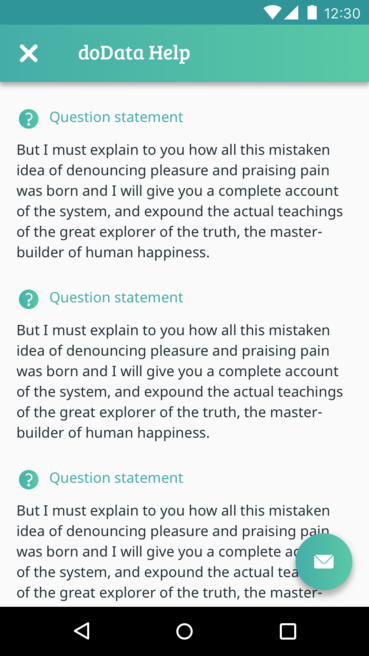 12:30
doData Help
Question statement
But I must explain to you how all this mistaken
idea of denouncing pleasure and praising pain
was born and I will give you a complete account
of the system, and expound the actual teachings
of the great explorer of the truth, the master-
builder of human happiness.
Question statement
But I must explain to you how all this mistaken
idea of denouncing pleasure and praising pain
was born and I will give you a complete account
of the system, and expound the actual teachings
of the great explorer of the truth, the master-
builder of human happiness.
Question statement
But I must explain to you how all this mistaken
idea of denouncing pleasure and praising pain
was born and I will give you a complete
of the system, and expound the actual
of the great explorer of the truth, the master-